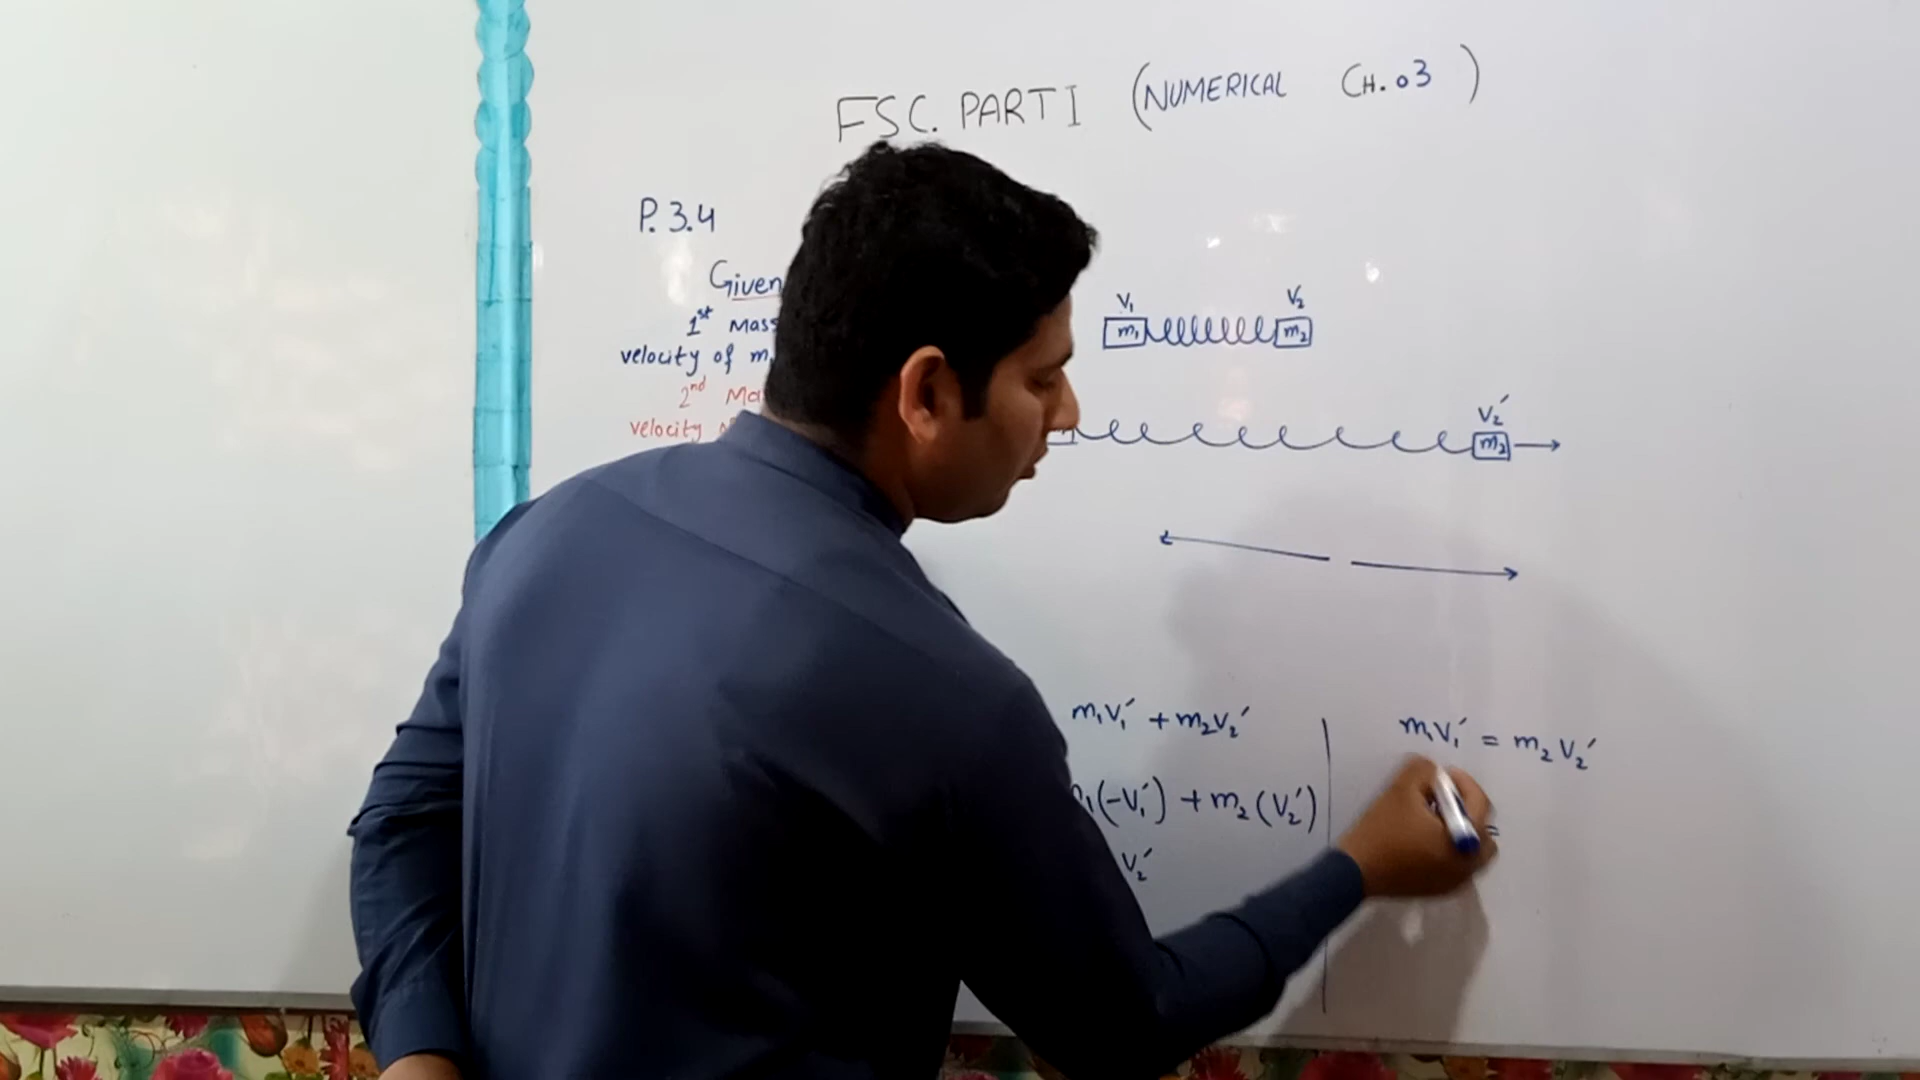 FSC. PART I (NUMERICAL CH. 03 )
P. 3.4
Given
1st Mass
velocity of m
2nd Ma
velocity
V₁ V₂
m₁ m₂
V₂′
m₂
m₁V₁′ + m₂V₂′
(-V₁′) + m₂ (V₂′)
V₂′
m₁V₁′ = m₂ V₂′
=